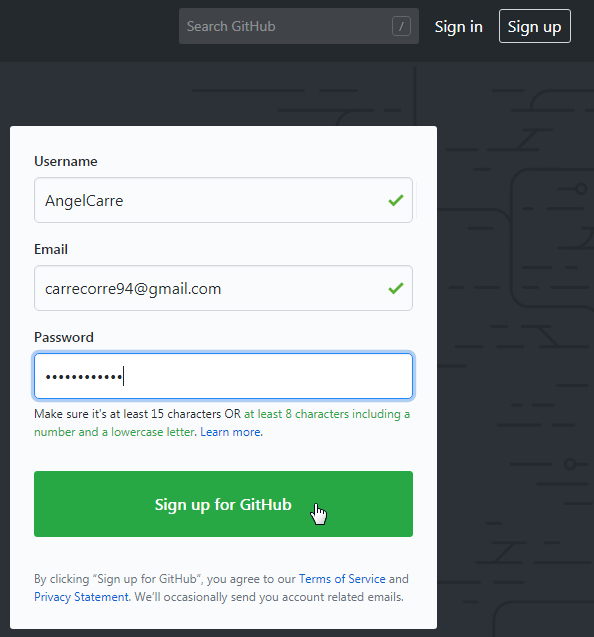 Search GitHub / Sign in Sign up
Username
AngelCarre
Email
carrecorre94@gmail.com
Password
••••••••••••
Make sure it's at least 15 characters OR at least 8 characters including a
number and a lowercase letter. Learn more.
Sign up for GitHub
By clicking “Sign up for GitHub”, you agree to our Terms of Service and
Privacy Statement. We’ll occasionally send you account related emails.